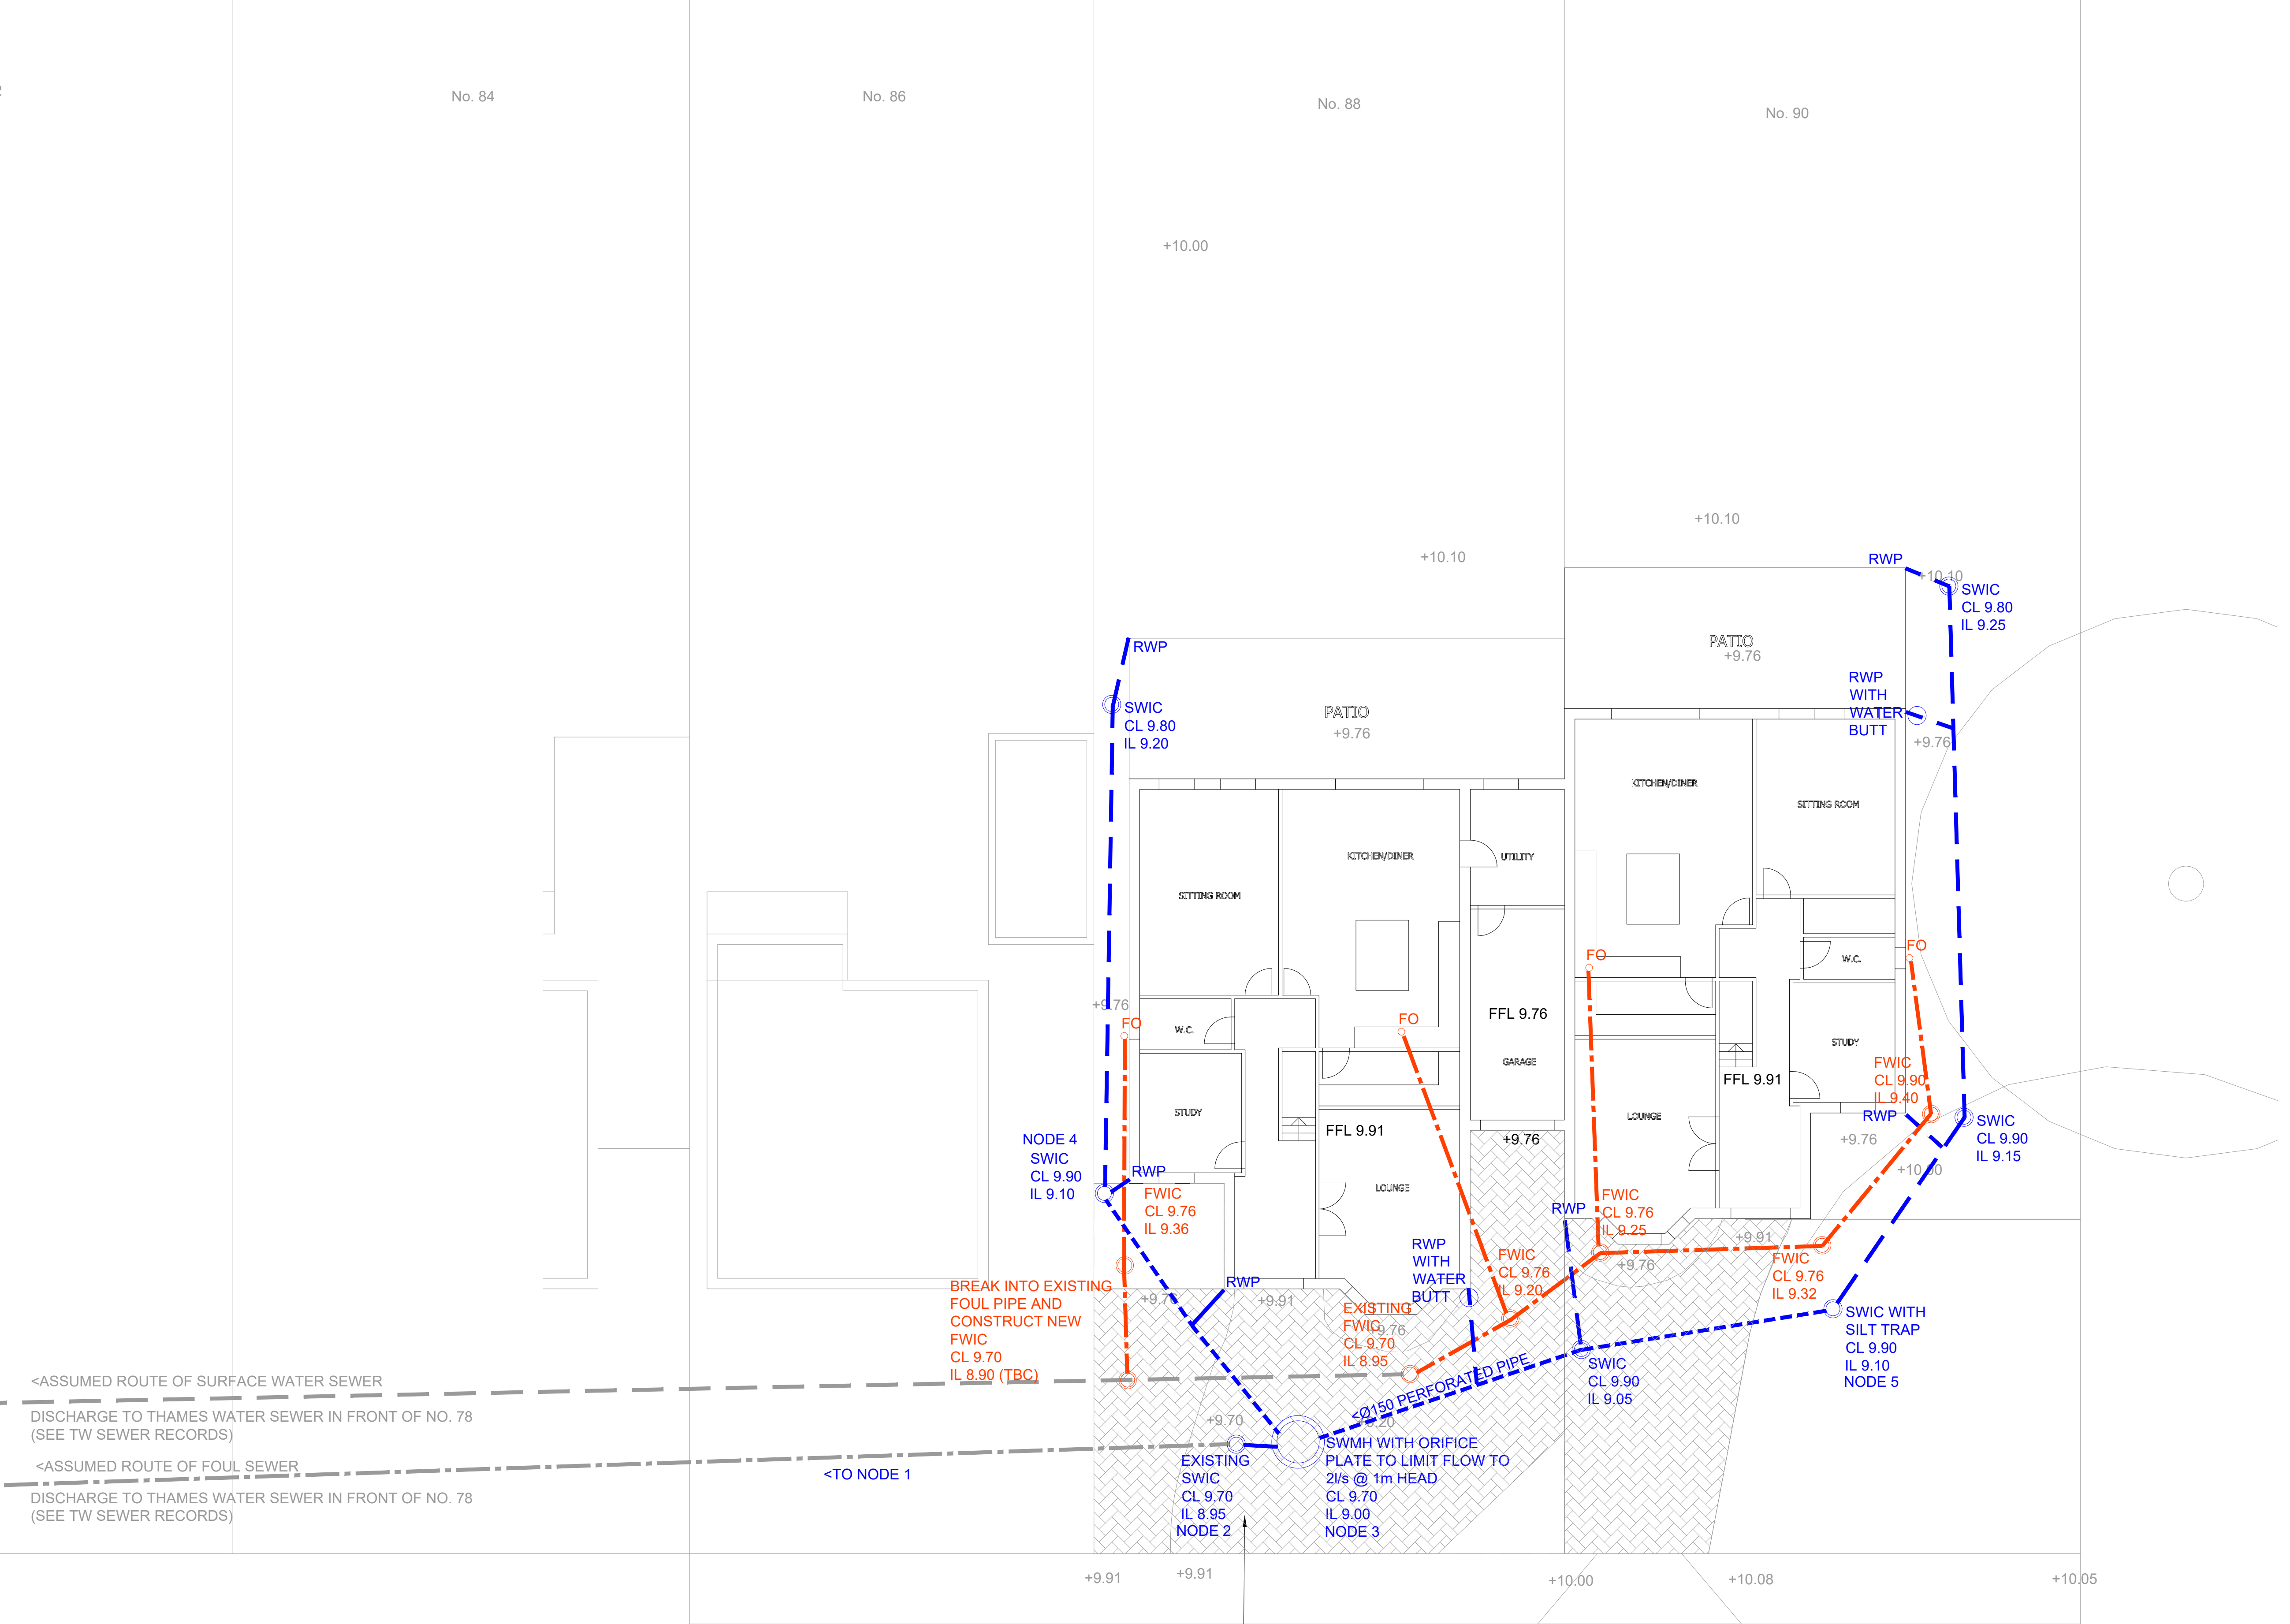 No. 84
No. 86
No. 88
No. 90
+10.00
+10.10
+10.10
RWP
+10.10
SWIC
CL 9.80
IL 9.25
RWP
PATIO
+9.76
RWP
WITH
WATER
BUTT
+9.76
SWIC
CL 9.80
IL 9.20
PATIO
+9.76
KITCHEN/DINER
SITTING ROOM
KITCHEN/DINER
UTILITY
SITTING ROOM
FO
FO
W.C.
+9.76
FO
W.C.
FO
FFL 9.76
GARAGE
STUDY
FFL 9.91
FWIC
CL 9.90
IL 9.40
RWP
STUDY
LOUNGE
SWIC
CL 9.90
IL 9.15
FFL 9.91
+9.76
+9.76
+10.00
NODE 4
SWIC
CL 9.90
IL 9.10
RWP
LOUNGE
FWIC
CL 9.76
IL 9.36
RWP
FWIC
CL 9.76
IL 9.25
+9.91
RWP
WITH
WATER
BUTT
FWIC
CL 9.76
IL 9.20
+9.76
FWIC
CL 9.76
IL 9.32
BREAK INTO EXISTING
FOUL PIPE AND
CONSTRUCT NEW
FWIC
CL 9.70
IL 8.90 (TBC)
RWP
+9.91
EXISTING
FWIC
CL 9.70
IL 8.95
+9.76
SWIC WITH
SILT TRAP
CL 9.90
IL 9.10
NODE 5
SWIC
CL 9.90
IL 9.05
<Ø150 PERFORATED PIPE
<ASSUMED ROUTE OF SURFACE WATER SEWER
DISCHARGE TO THAMES WATER SEWER IN FRONT OF NO. 78
(SEE TW SEWER RECORDS)
+9.70
<ASSUMED ROUTE OF FOUL SEWER
<TO NODE 1
DISCHARGE TO THAMES WATER SEWER IN FRONT OF NO. 78
(SEE TW SEWER RECORDS)
EXISTING
SWIC
CL 9.70
IL 8.95
NODE 2
SWMH WITH ORIFICE
PLATE TO LIMIT FLOW TO
2l/s @ 1m HEAD
CL 9.70
IL 9.00
NODE 3
+9.91
+9.91
+10.00
+10.08
+10.05